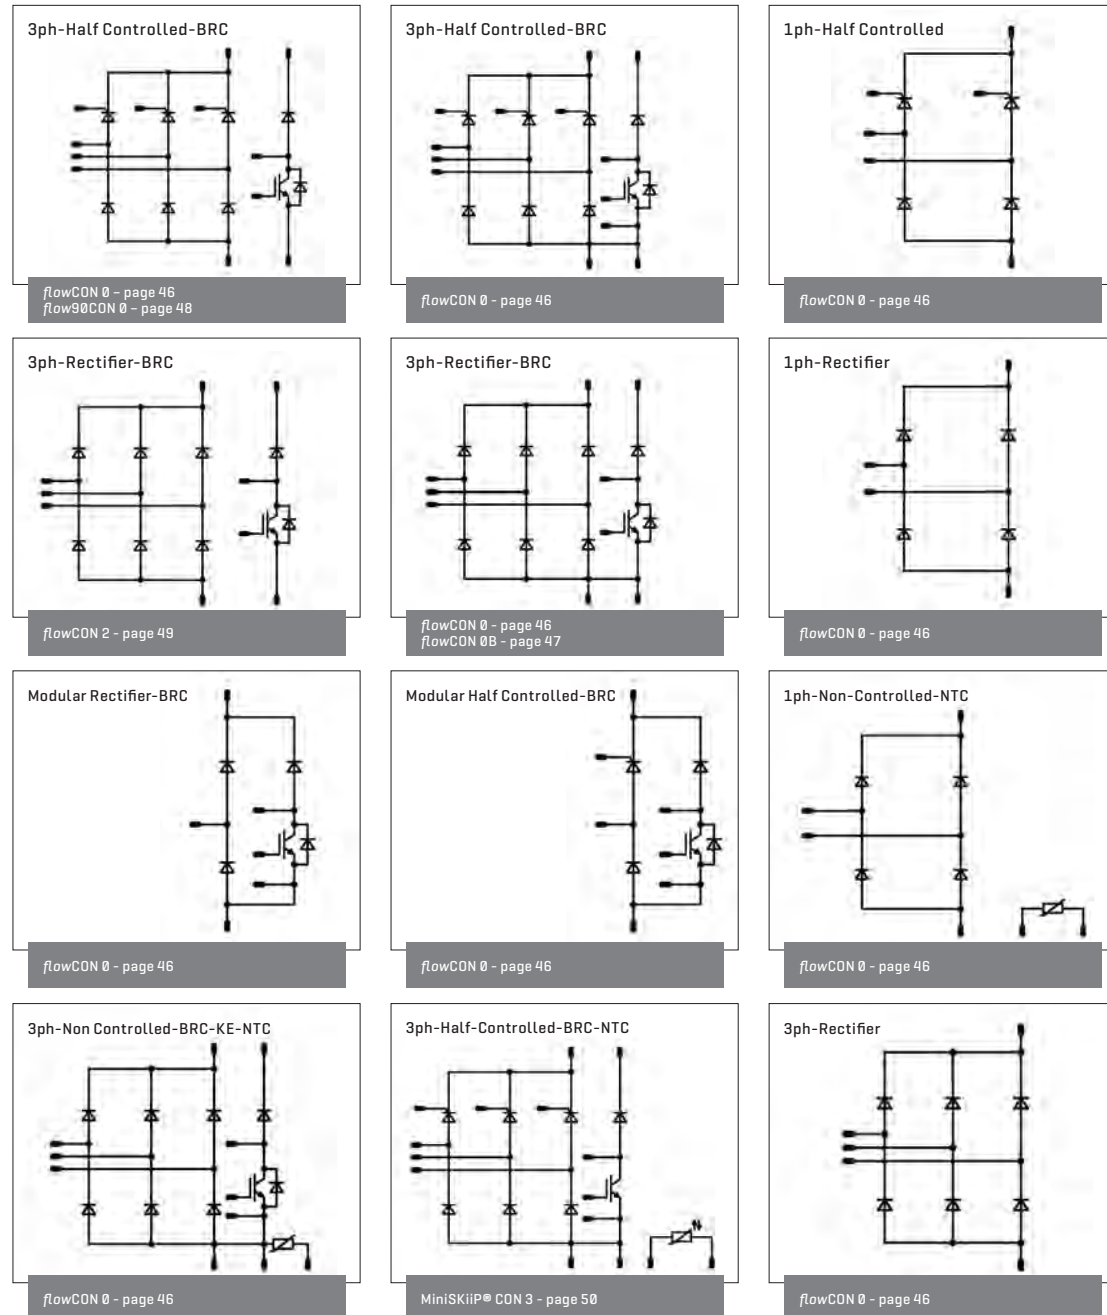 3ph-Half Controlled-BRC
flowCON 0 – page 46
flow90CON 0 – page 48
3ph-Half Controlled-BRC
flowCON 0 - page 46
1ph-Half Controlled
flowCON 0 - page 46
3ph-Rectifier-BRC
flowCON 2 - page 49
3ph-Rectifier-BRC
flowCON 0 - page 46
flowCON 0B - page 47
1ph-Rectifier
flowCON 0 - page 46
Modular Rectifier-BRC
flowCON 0 - page 46
Modular Half Controlled-BRC
flowCON 0 - page 46
1ph-Non-Controlled-NTC
flowCON 0 - page 46
3ph-Non Controlled-BRC-KE-NTC
flowCON 0 - page 46
3ph-Half-Controlled-BRC-NTC
N
MiniSKiiP® CON 3 - page 50
3ph-Rectifier
flowCON 0 - page 46